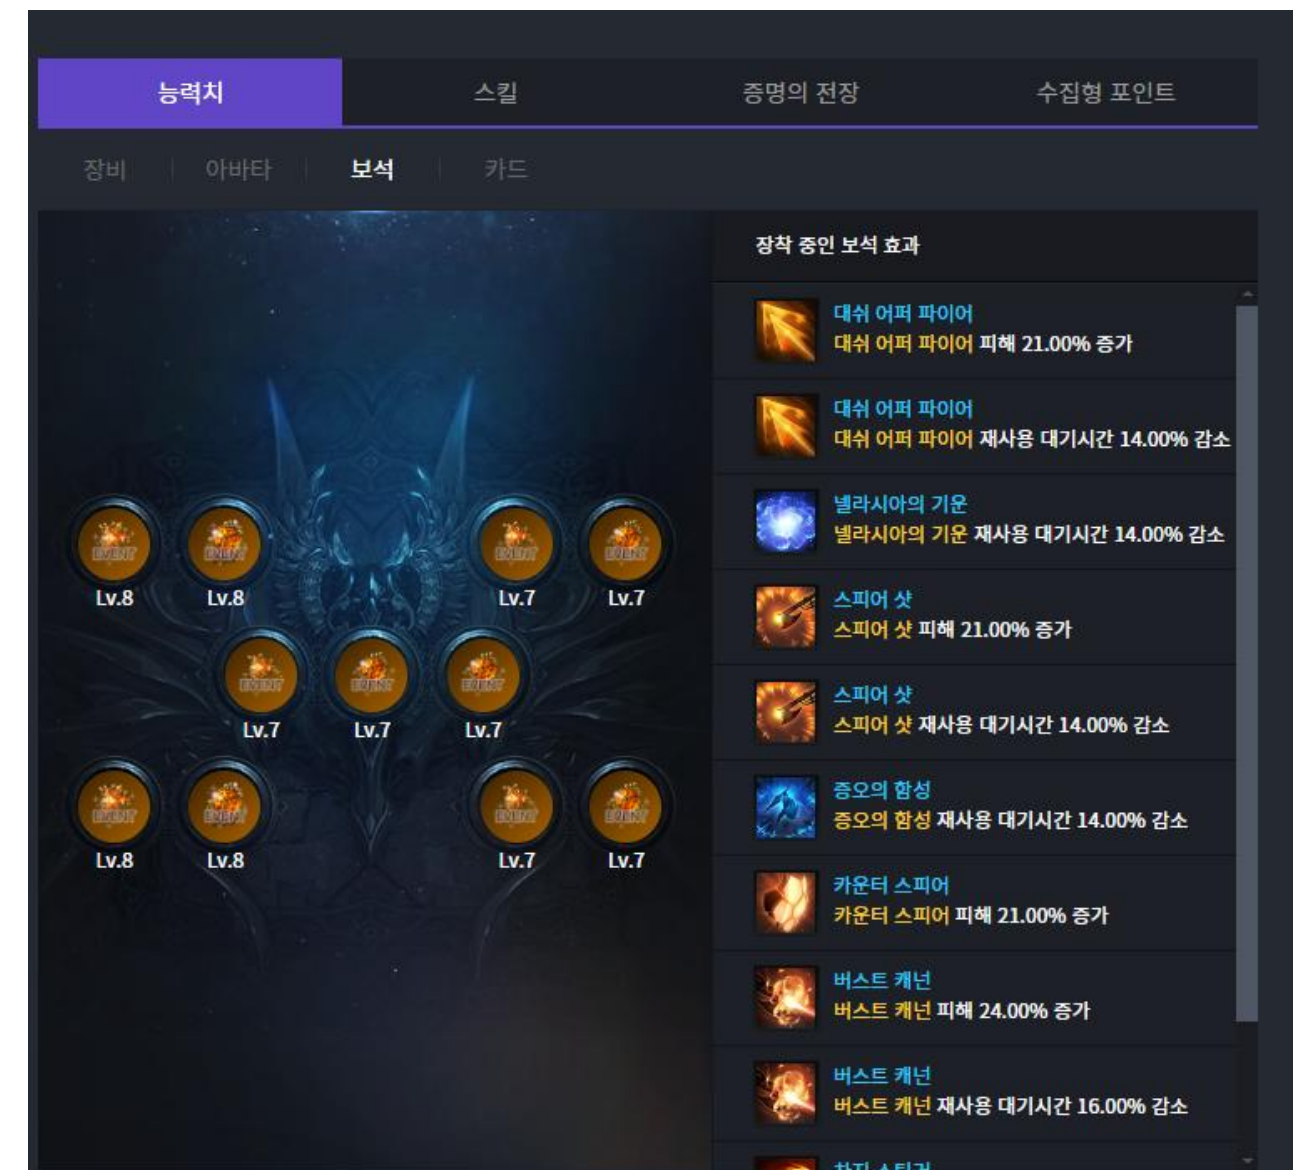 능력치 스킬 증명의 전장 수집형 포인트
장비 아바타 보석 카드
장착 중인 보석 효과
대쉬 어퍼 파이어
대쉬 어퍼 파이어 피해 21.00% 증가
대쉬 어퍼 파이어
대쉬 어퍼 파이어 재사용 대기시간 14.00% 감소
넬라시아의 기운
넬라시아의 기운 재사용 대기시간 14.00% 감소
스피어 샷
스피어 샷 피해 21.00% 증가
스피어 샷
스피어 샷 재사용 대기시간 14.00% 감소
증오의 함성
증오의 함성 재사용 대기시간 14.00% 감소
카운터 스피어
카운터 스피어 피해 21.00% 증가
버스트 캐넌
버스트 캐넌 피해 24.00% 증가
버스트 캐넌
버스트 캐넌 재사용 대기시간 16.00% 감소
EVENT EVENT EVENT EVENT
Lv.8 Lv.8 Lv.7 Lv.7
EVENT EVENT EVENT
Lv.7 Lv.7 Lv.7
EVENT EVENT EVENT EVENT
Lv.8 Lv.8 Lv.7 Lv.7